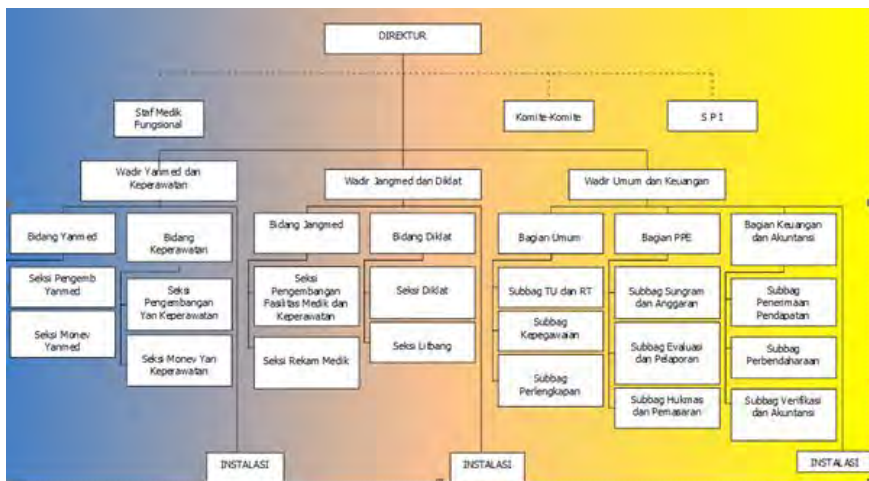 DIREKTUR
Staf Medik
Fungsional
Komite-Komite
S P I
Wadir Yanmed dan
Keperawatan
Wadir Jangmed dan Diklat
Wadir Umum dan Keuangan
Bidang Yanmed
Bidang
Keperawatan
Bidang Jangmed
Bidang Diklat
Bagian Umum
Bagian PPE
Bagian Keuangan
dan Akuntansi
Seksi Pengemb
Yanmed
Seksi
Pengembangan
Yan Keperawatan
Seksi
Pengembangan
Fasilitas Medik dan
Keperawatan
Seksi Diklat
Subbag TU dan RT
Subbag Sungram
dan Anggaran
Subbag
Penerimaan
Pendapatan
Seksi Monev
Yanmed
Seksi Monev Yan
Keperawatan
Seksi Rekam Medik
Seksi Litbang
Subbag
Kepegawaian
Subbag Evaluasi
dan Pelaporan
Subbag
Perbendaharaan
Subbag
Perlengkapan
Subbag Hukmas
dan Pemasaran
Subbag Verifikasi
dan Akuntansi
INSTALASI
INSTALASI
INSTALASI